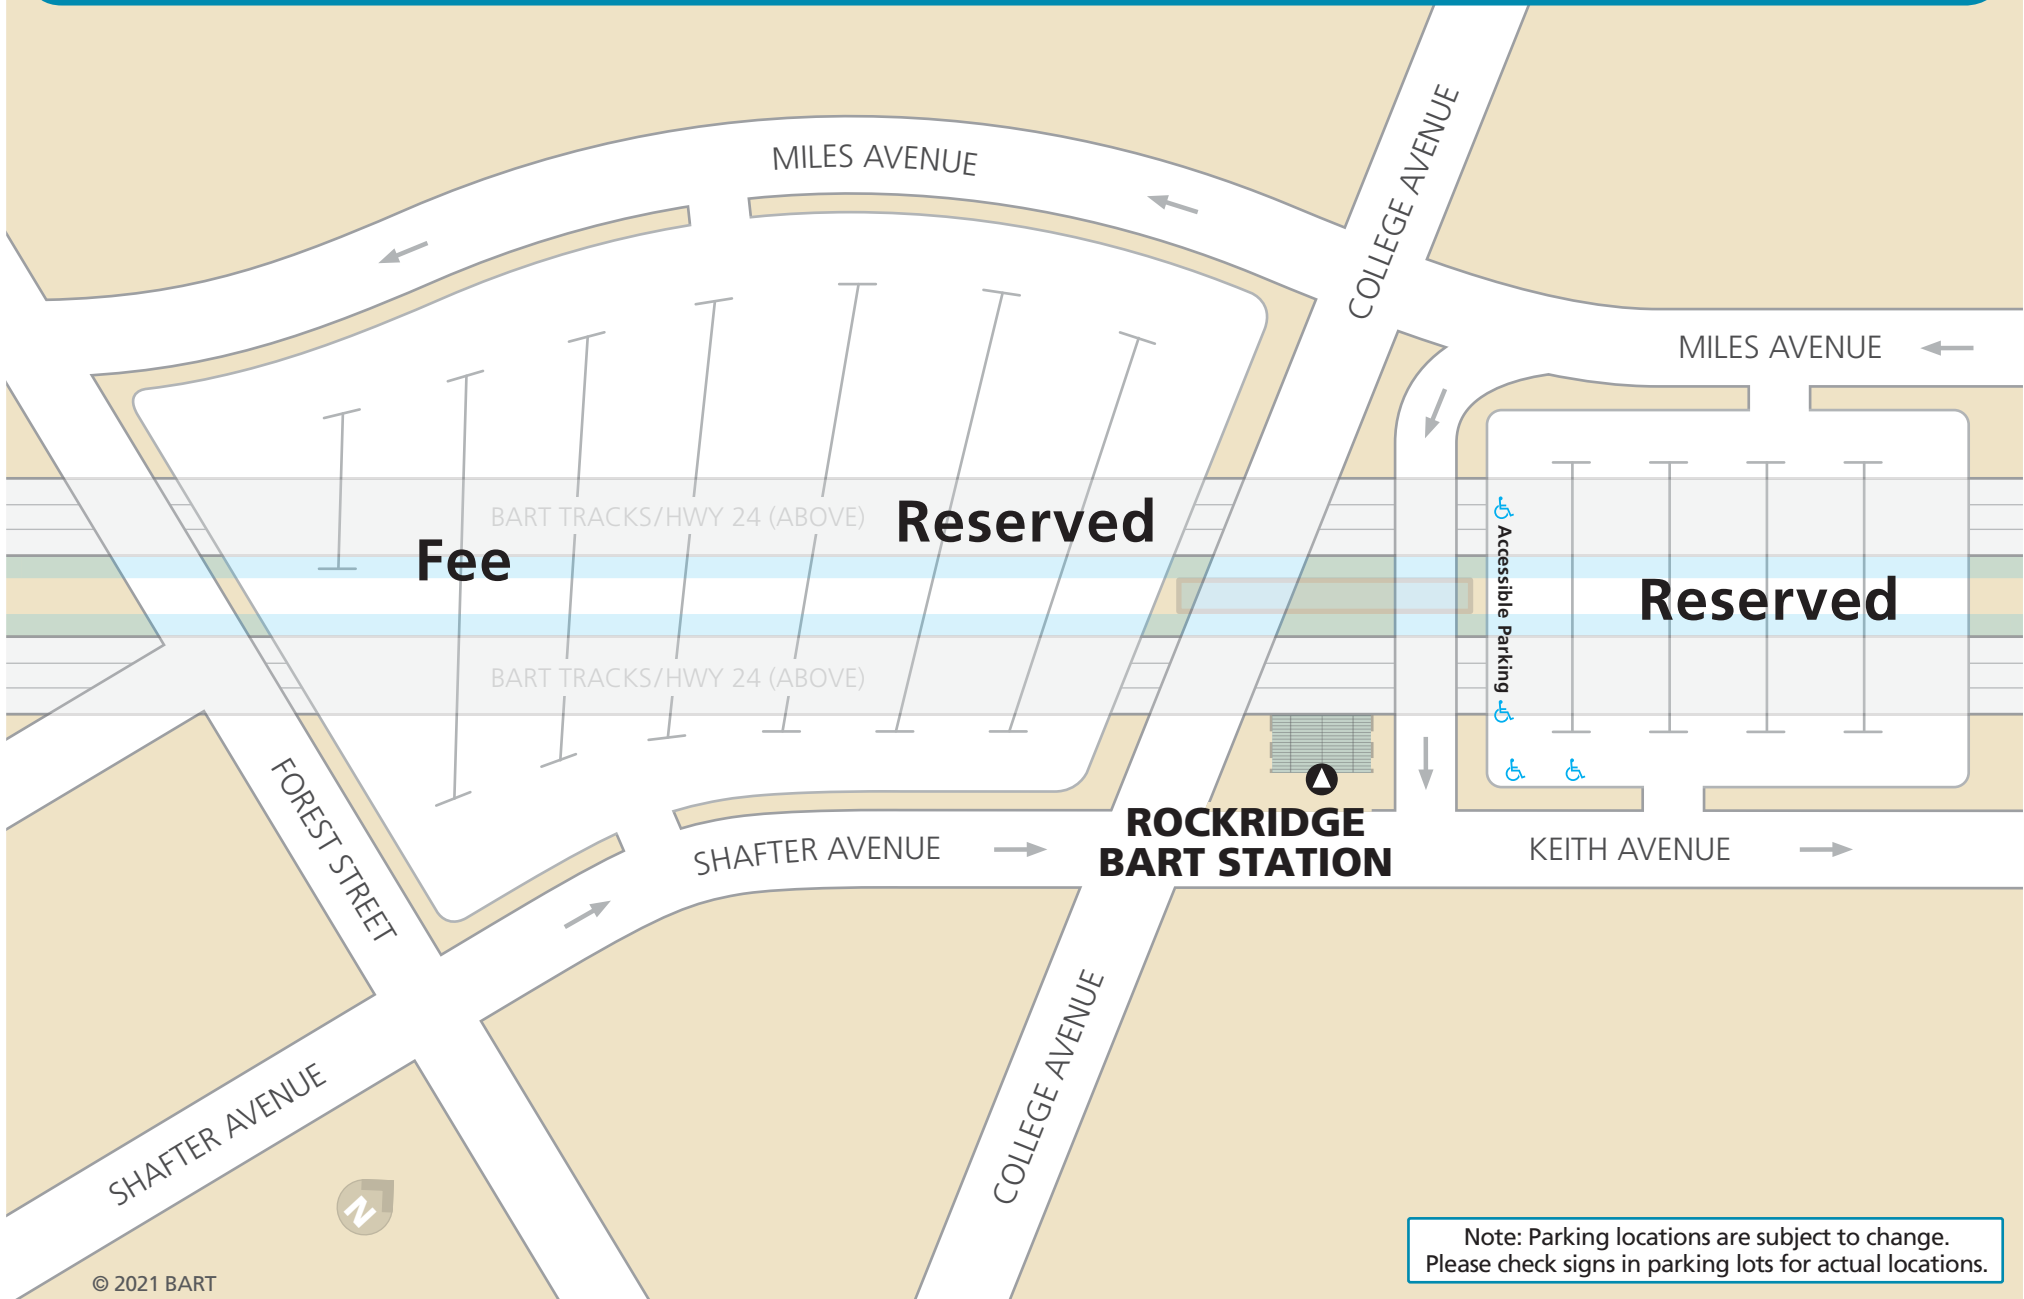 COLLEGE AVENUE
MILES AVENUE
MILES AVENUE
BART TRACKS/HWY 24 (ABOVE)
Reserved
Fee
Accessible Parking
Reserved
BART TRACKS/HWY 24 (ABOVE)
FOREST STREET
ROCKRIDGE
BART STATION
SHAFTER AVENUE
KEITH AVENUE
COLLEGE AVENUE
SHAFTER AVENUE
N
Note: Parking locations are subject to change.
Please check signs in parking lots for actual locations.
© 2021 BART